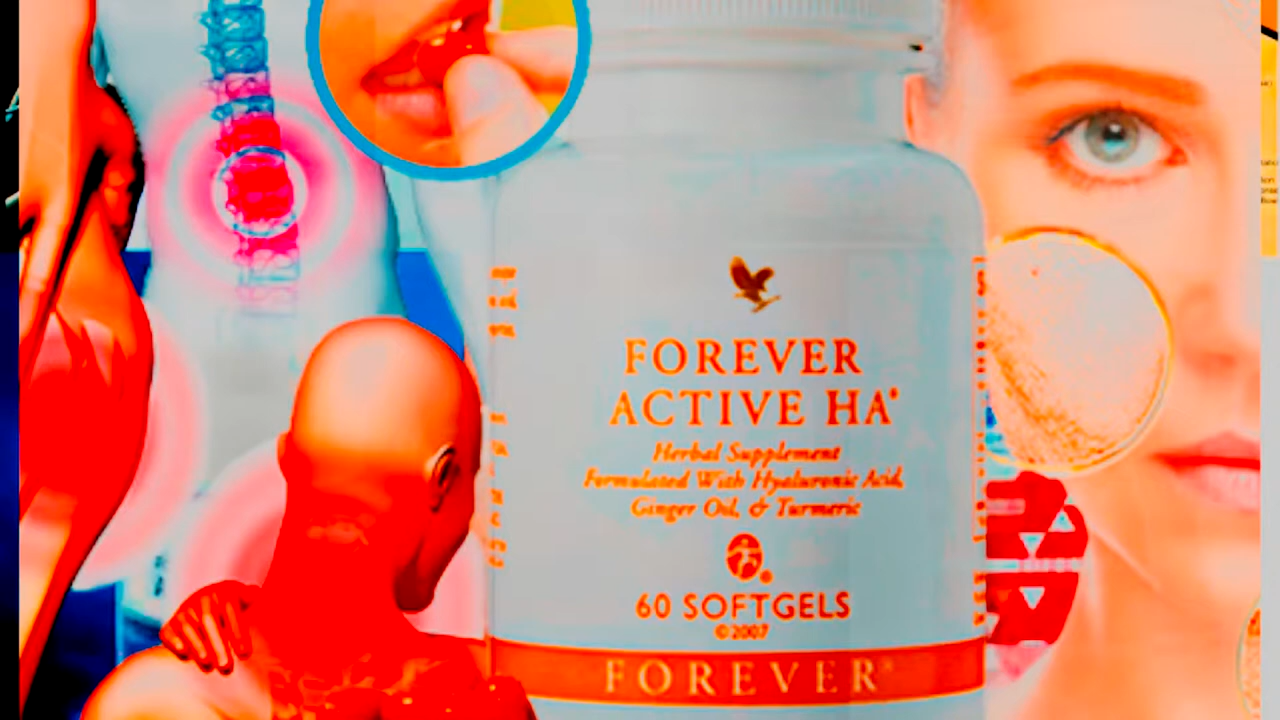 FOREVER
ACTIVE HA®
Herbal Supplement
Formulated With Hyaluronic Acid,
Ginger Oil, & Turmeric
60 SOFTGELS
©2007
FOREVER®